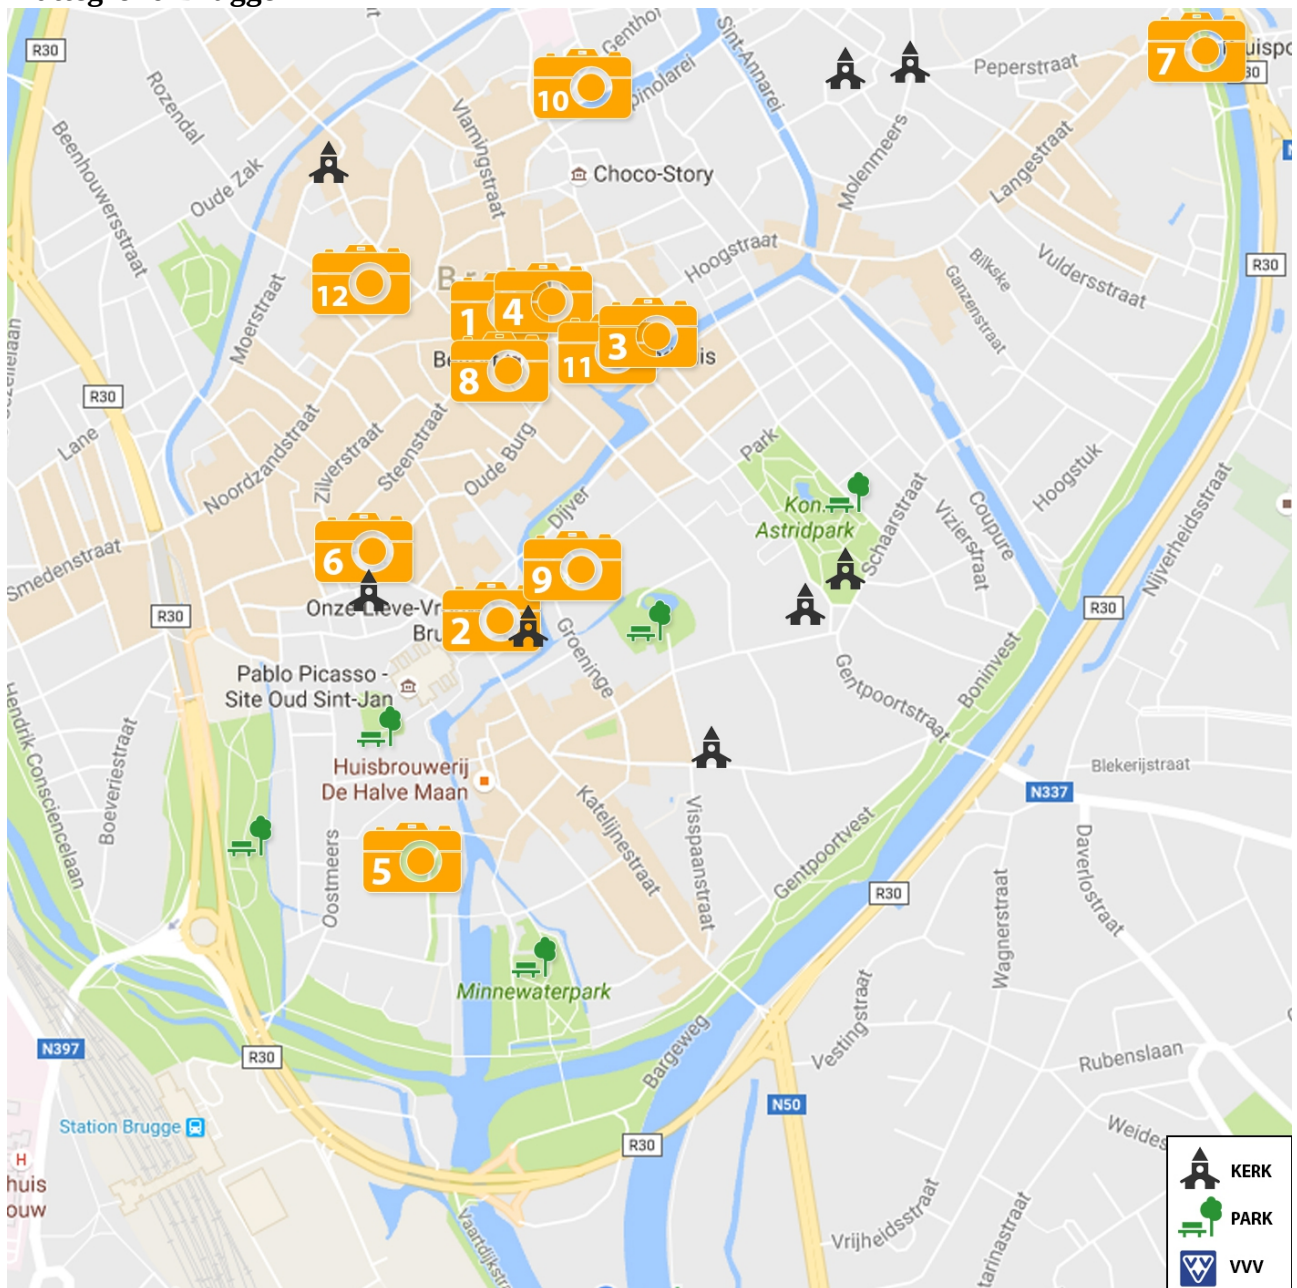 R30
Rozendal
Beenhouwersstraat
Oude Zak
Vlamingstraat
10
Genthof
Spinolarei
Sint-Annarei
Peperstraat
7
Choco-Story
Molenmeers
Langestraat
Hoogstraat
Bilkske
Ganzenstraat
Vuldersstraat
R30
Moerstraat
12
1
4
8
11
3
R30
Lane
Noordzandstraat
Zilverstraat
Steenstraat
Oude Burg
Dijver
Park
Kon.
Astridpark
Schaarstraat
Vizierstraat
Coupure
Hoogstuk
Nijverheidsstraat
Smedenstraat
6
9
2
R30
R30
Groeninge
Pablo Picasso -
Site Oud Sint-Jan
Gentpoortstraat
Boninvest
Hendrik Consciencelaan
Boeveriestraat
Huisbrouwerij
De Halve Maan
Blekerijstraat
N337
Katelijnestraat
Visspaanstraat
Gentpoortvest
5
Oostmeers
R30
Daverlostraat
Wagnerstraat
Minnewaterpark
Vestingstraat
Bargeweg
N397
R30
Rubenslaan
N50
Station Brugge
R30
H
huis
ouw
Vrijheidsstraat
KERK
PARK
VVV